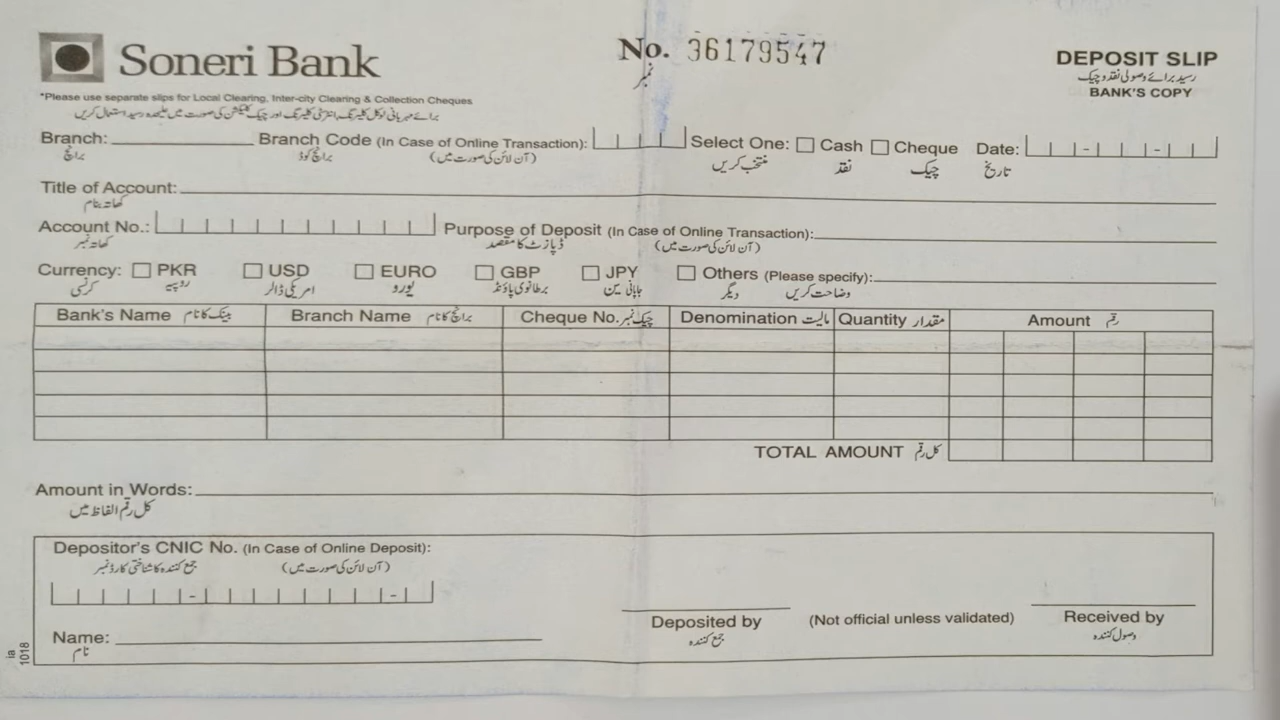 Soneri Bank
No. 36179547
نمبر
DEPOSIT SLIP
رسید برائے وصولی نقد و چیک
BANK'S COPY
*Please use separate slips for Local Clearing, Inter-city Clearing & Collection Cheques
برائے مہربانی لوکل کلیئرنگ، انٹرسٹی کلیئرنگ اور چیک کلیکشن کی صورت میں علیحدہ رسید استعمال کریں
Branch: Branch Code (In Case of Online Transaction): Select One: Cash Cheque Date: - -
برانچ برانچ کوڈ (آن لائن کی صورت میں) منتخب کریں نقد چیک تاریخ
Title of Account:
کھاتہ بنام
Account No.: Purpose of Deposit (In Case of Online Transaction):
کھاتہ نمبر ڈپازٹ کا مقصد (آن لائن کی صورت میں)
Currency: PKR USD EURO GBP JPY Others (Please specify):
کرنسی روپیہ امریکی ڈالر یورو برطانوی پاؤنڈ جاپانی ین دیگر وضاحت کریں
Bank's Name بینک کا نام Branch Name برانچ کا نام Cheque No. چیک نمبر Denomination مالیت Quantity مقدار Amount رقم
TOTAL AMOUNT کل رقم
Amount in Words:
کل رقم الفاظ میں
Depositor's CNIC No. (In Case of Online Deposit):
جمع کنندہ کا شناختی کارڈ نمبر (آن لائن کی صورت میں)
- -
Deposited by (Not official unless validated) Received by
جمع کنندہ وصول کنندہ
Name:
نام
ia 1018